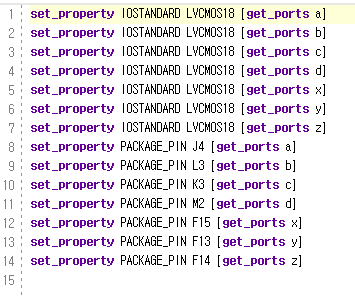 1 set_property IOSTANDARD LVCMOS18 [get_ports a]
2 set_property IOSTANDARD LVCMOS18 [get_ports b]
3 set_property IOSTANDARD LVCMOS18 [get_ports c]
4 set_property IOSTANDARD LVCMOS18 [get_ports d]
5 set_property IOSTANDARD LVCMOS18 [get_ports x]
6 set_property IOSTANDARD LVCMOS18 [get_ports y]
7 set_property IOSTANDARD LVCMOS18 [get_ports z]
8 set_property PACKAGE_PIN J4 [get_ports a]
9 set_property PACKAGE_PIN L3 [get_ports b]
10 set_property PACKAGE_PIN K3 [get_ports c]
11 set_property PACKAGE_PIN M2 [get_ports d]
12 set_property PACKAGE_PIN F15 [get_ports x]
13 set_property PACKAGE_PIN F13 [get_ports y]
14 set_property PACKAGE_PIN F14 [get_ports z]
15